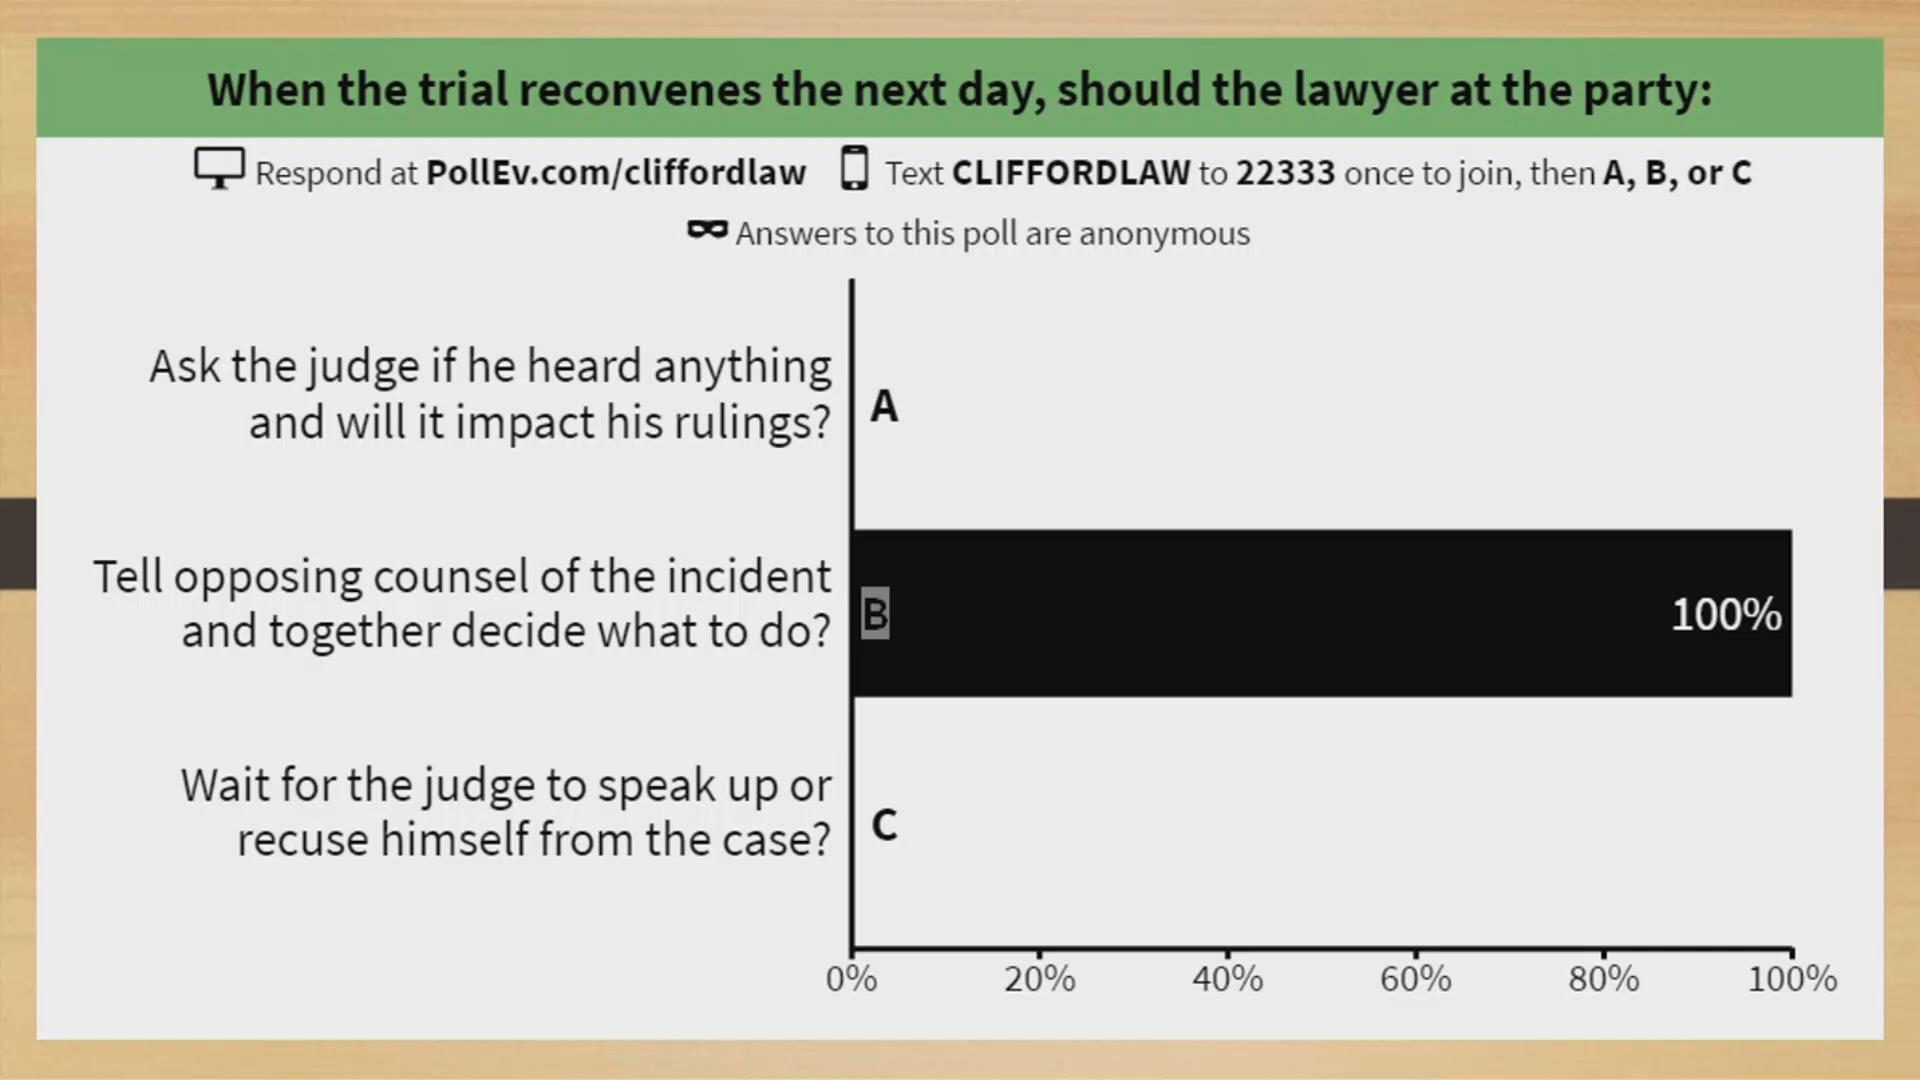 When the trial reconvenes the next day, should the lawyer at the party:
Respond at PollEv.com/cliffordlaw Text CLIFFORDLAW to 22333 once to join, then A, B, or C
Answers to this poll are anonymous
Ask the judge if he heard anything
and will it impact his rulings?
A
Tell opposing counsel of the incident
and together decide what to do?
B
100%
Wait for the judge to speak up or
recuse himself from the case?
C
0% 20% 40% 60% 80% 100%